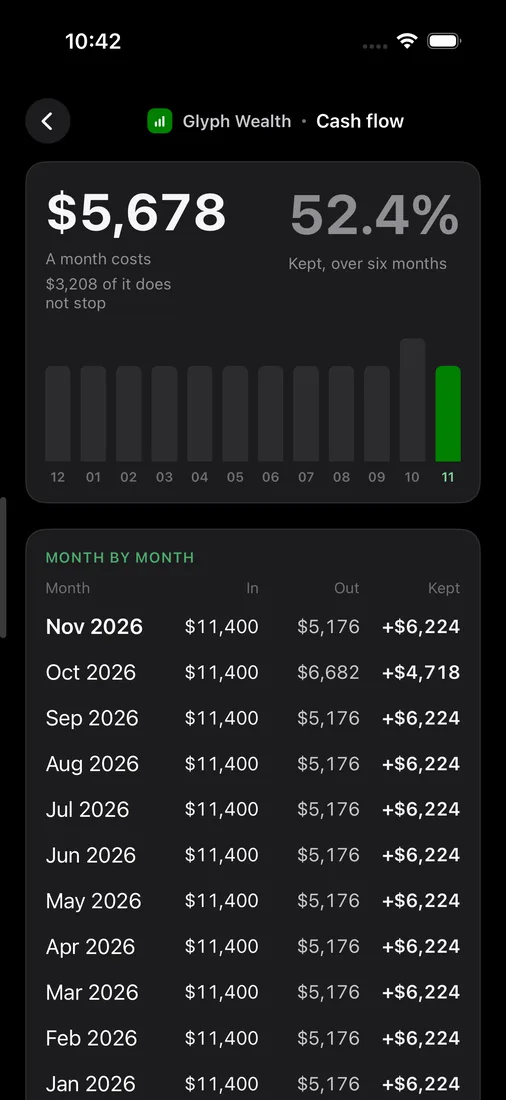 10:42
Glyph Wealth • Cash flow
$5,678
A month costs
$3,208 of it does
not stop
52.4%
Kept, over six months
12 01 02 03 04 05 06 07 08 09 10 11
MONTH BY MONTH
Month In Out Kept
Nov 2026 $11,400 $5,176 +$6,224
Oct 2026 $11,400 $6,682 +$4,718
Sep 2026 $11,400 $5,176 +$6,224
Aug 2026 $11,400 $5,176 +$6,224
Jul 2026 $11,400 $5,176 +$6,224
Jun 2026 $11,400 $5,176 +$6,224
May 2026 $11,400 $5,176 +$6,224
Apr 2026 $11,400 $5,176 +$6,224
Mar 2026 $11,400 $5,176 +$6,224
Feb 2026 $11,400 $5,176 +$6,224
Jan 2026 $11,400 $5,176 +$6,224